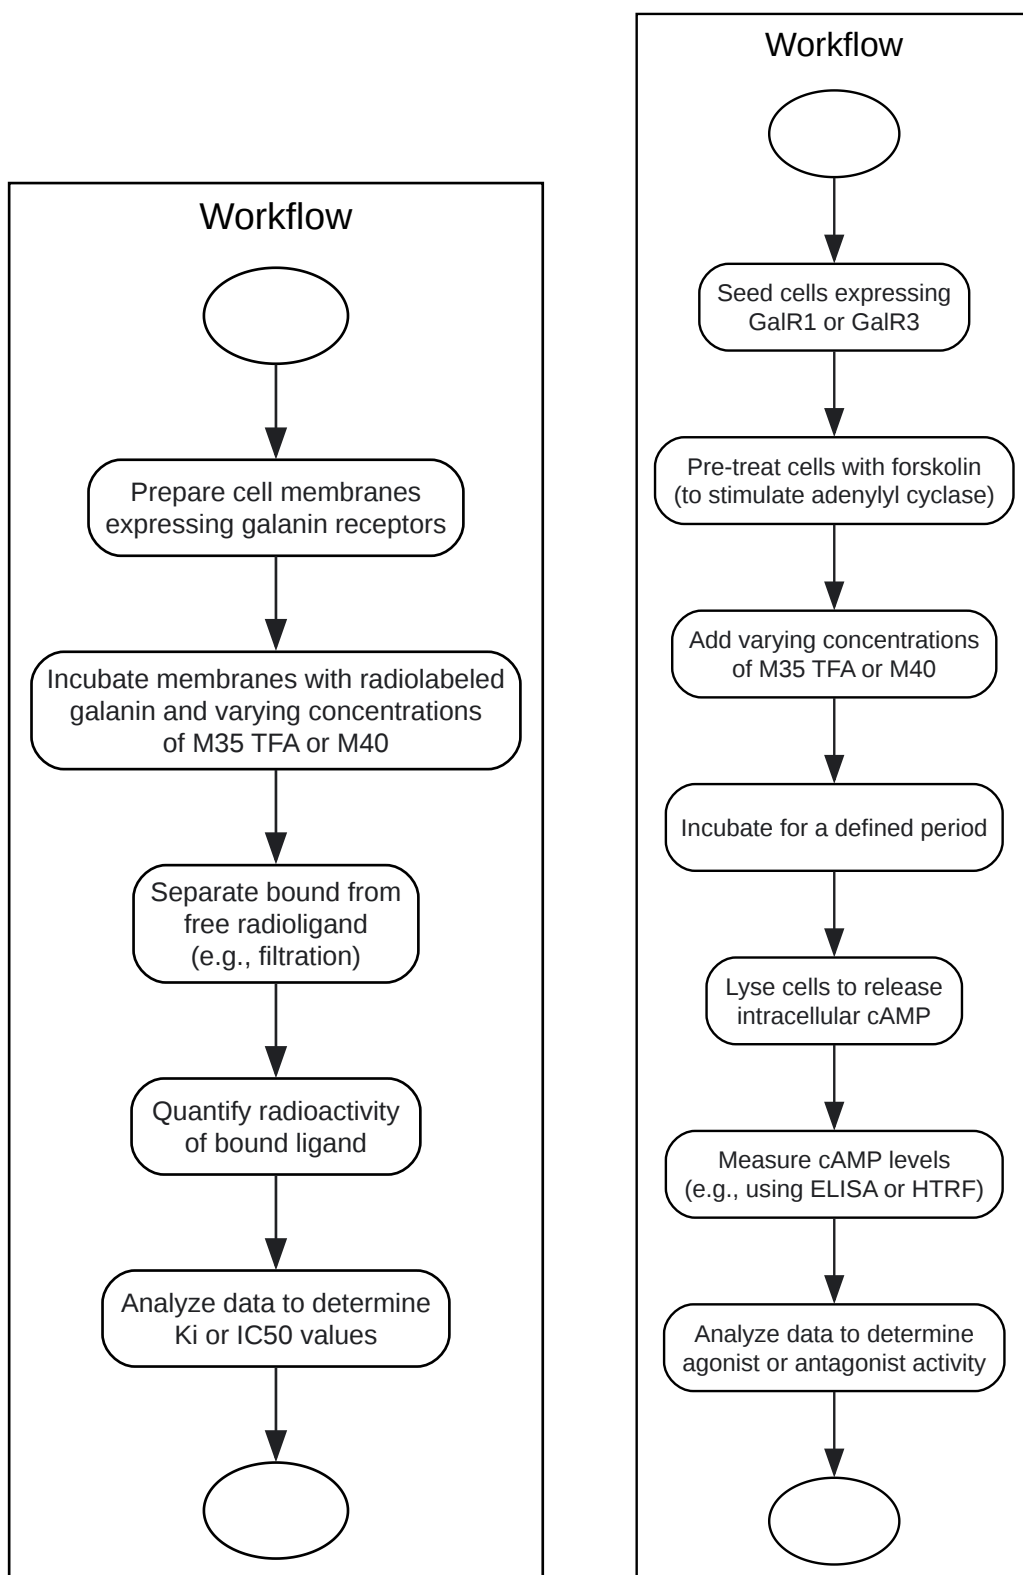 Workflow
Prepare cell membranes
expressing galanin receptors
Incubate membranes with radiolabeled
galanin and varying concentrations
of M35 TFA or M40
Separate bound from
free radioligand
(e.g., filtration)
Quantify radioactivity
of bound ligand
Analyze data to determine
Ki or IC50 values
Workflow
Seed cells expressing
GalR1 or GalR3
Pre-treat cells with forskolin
(to stimulate adenylyl cyclase)
Add varying concentrations
of M35 TFA or M40
Incubate for a defined period
Lyse cells to release
intracellular cAMP
Measure cAMP levels
(e.g., using ELISA or HTRF)
Analyze data to determine
agonist or antagonist activity